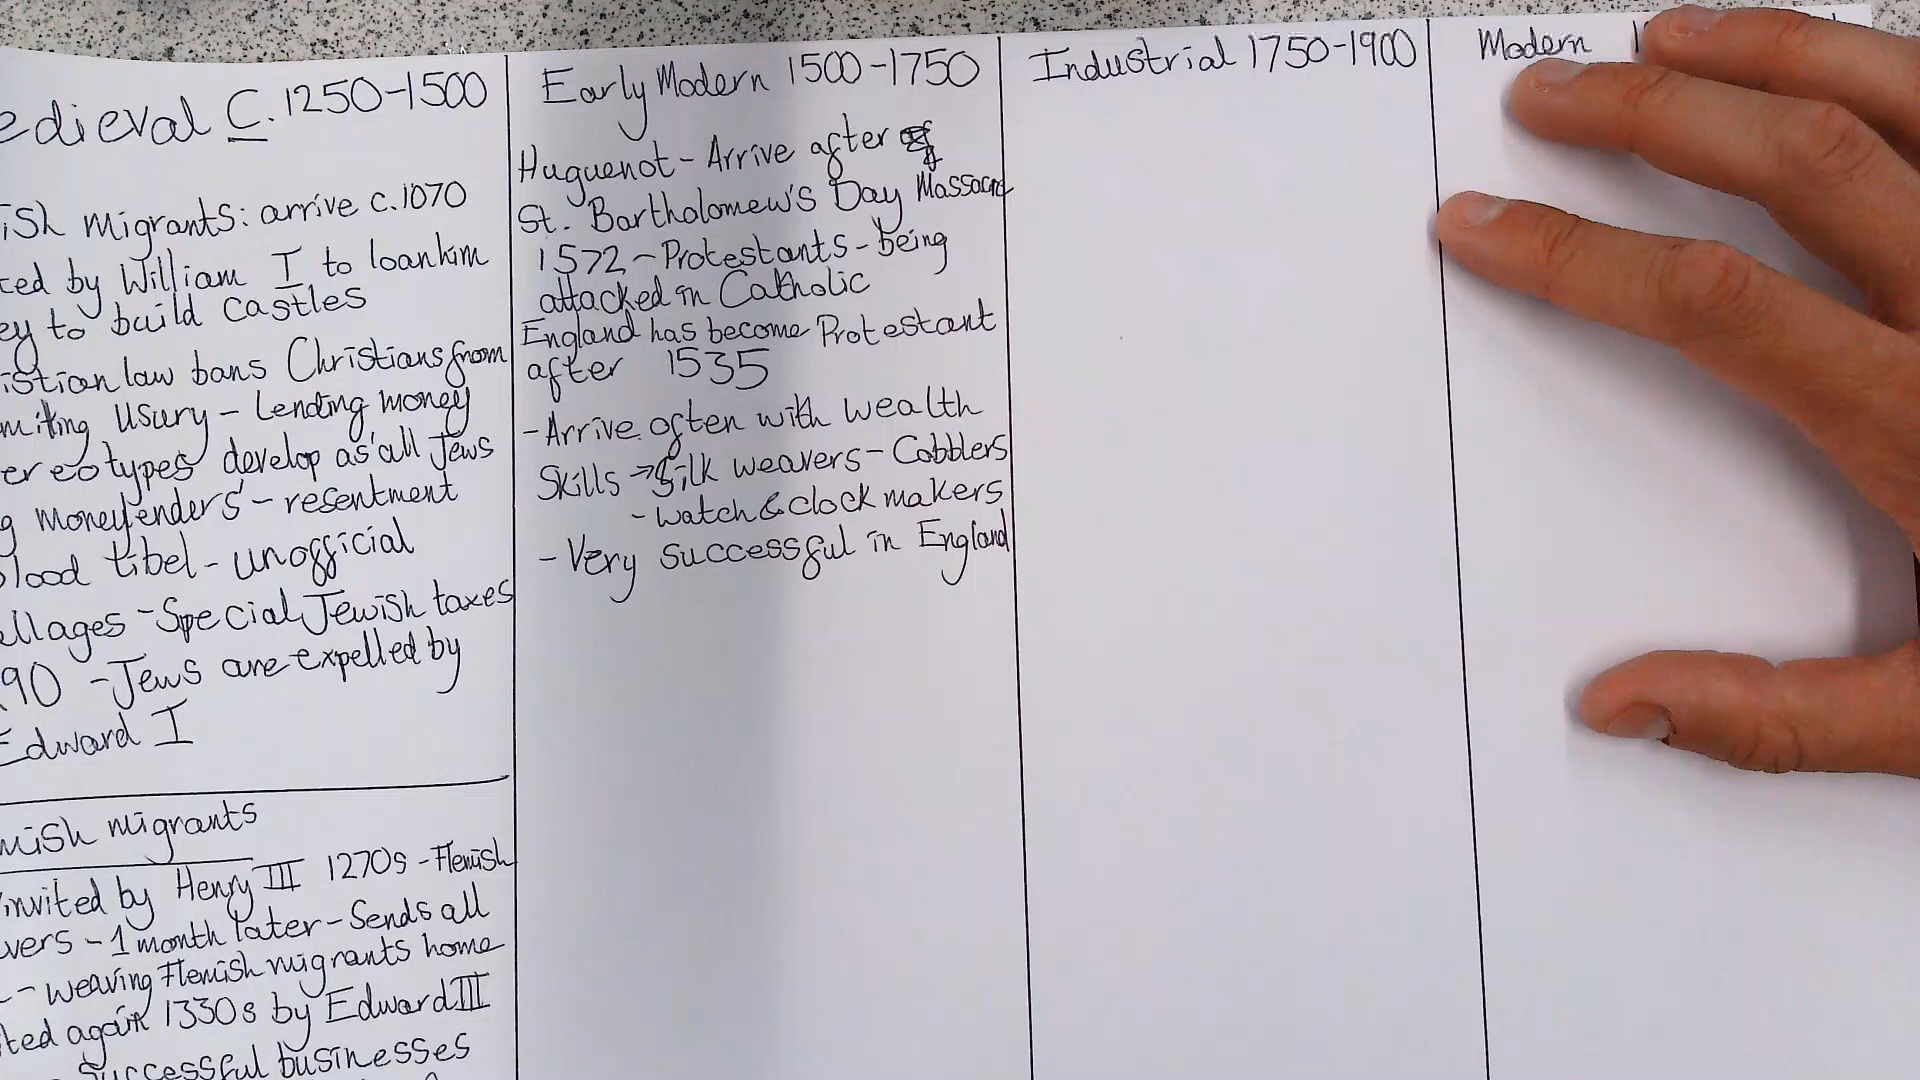 edieval C. 1250-1500
ish Migrants: arrive c.1070
ted by William I to loan him
ey to build castles
istian law bans Christians from
miting Usury - Lending money
ereotypes develop as 'all Jews
g moneylenders' - resentment
lood libel - unofficial
llages - Special Jewish taxes
90 - Jews are expelled by
Edward I
mish migrants
invited by Henry III 1270s - Flemish
vers - 1 month later - Sends all
- weaving Flemish migrants home
ted again 1330s by Edward III
Successful businesses
Early Modern 1500-1750
Huguenot - Arrive after
St. Bartholomew's Day Massacre
1572 - Protestants - being
attacked in Catholic
England has become Protestant
after 1535
- Arrive often with wealth
Skills → Silk weavers - Cobblers
- Watch & clock makers
- Very successful in England
Industrial 1750-1900
Modern 1